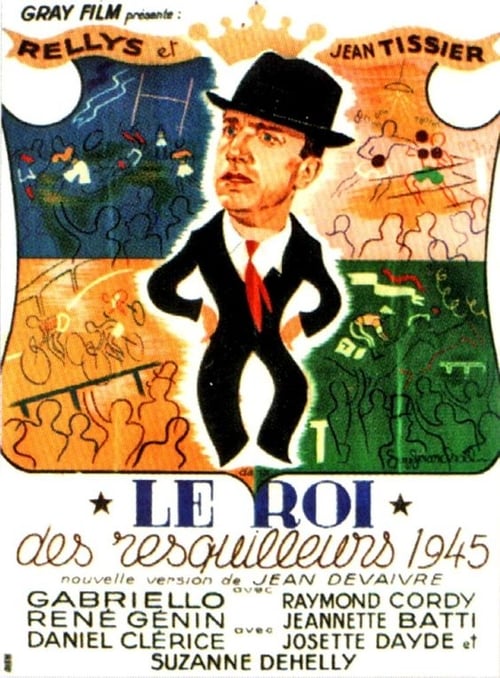 GRAY FILM présente :
RELLYS et JEAN TISSIER
dans
LE ROI
des resquilleurs 1945
nouvelle version de JEAN DEVAIVRE
avec
GABRIELLO RAYMOND CORDY
RENÉ GÉNIN JEANNETTE BATTI
avec
DANIEL CLÉRICE JOSETTE DAYDE et
SUZANNE DEHELLY